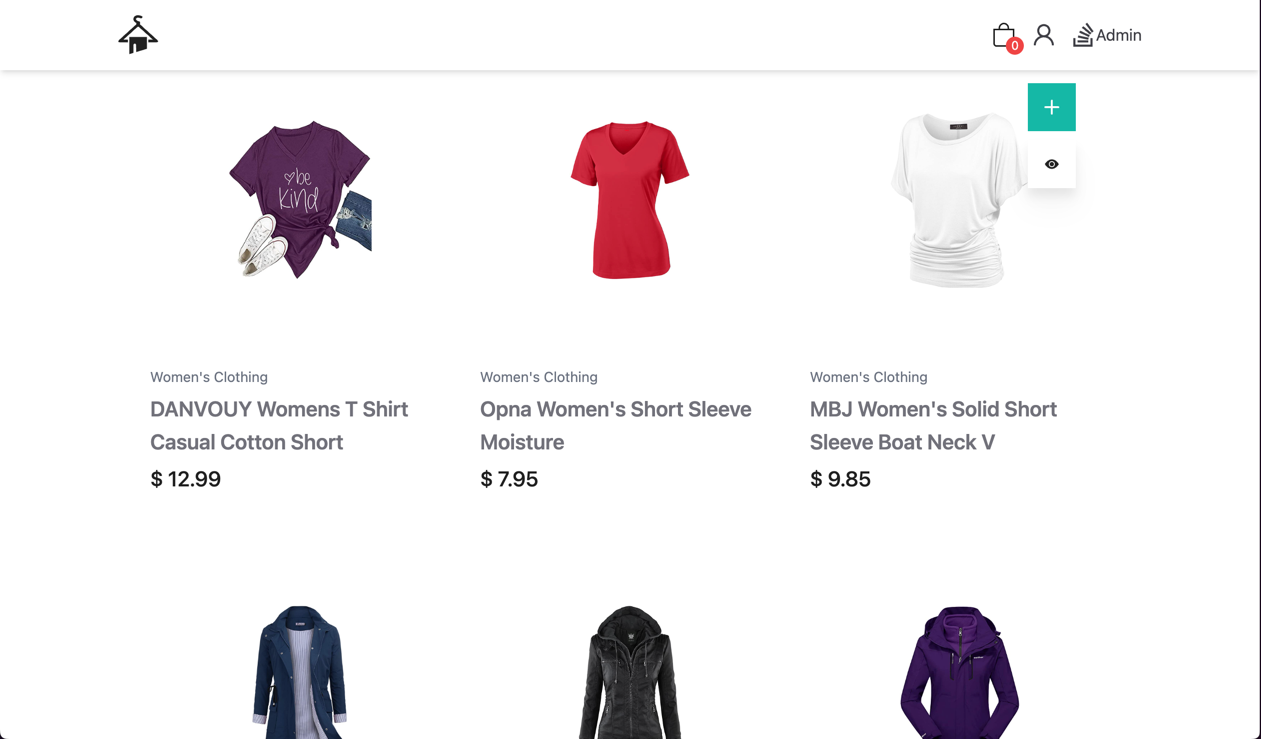 0
Admin
be
kind
Women's Clothing
DANVOUY Womens T Shirt
Casual Cotton Short
$ 12.99
Women's Clothing
Opna Women's Short Sleeve
Moisture
$ 7.95
Women's Clothing
MBJ Women's Solid Short
Sleeve Boat Neck V
$ 9.85